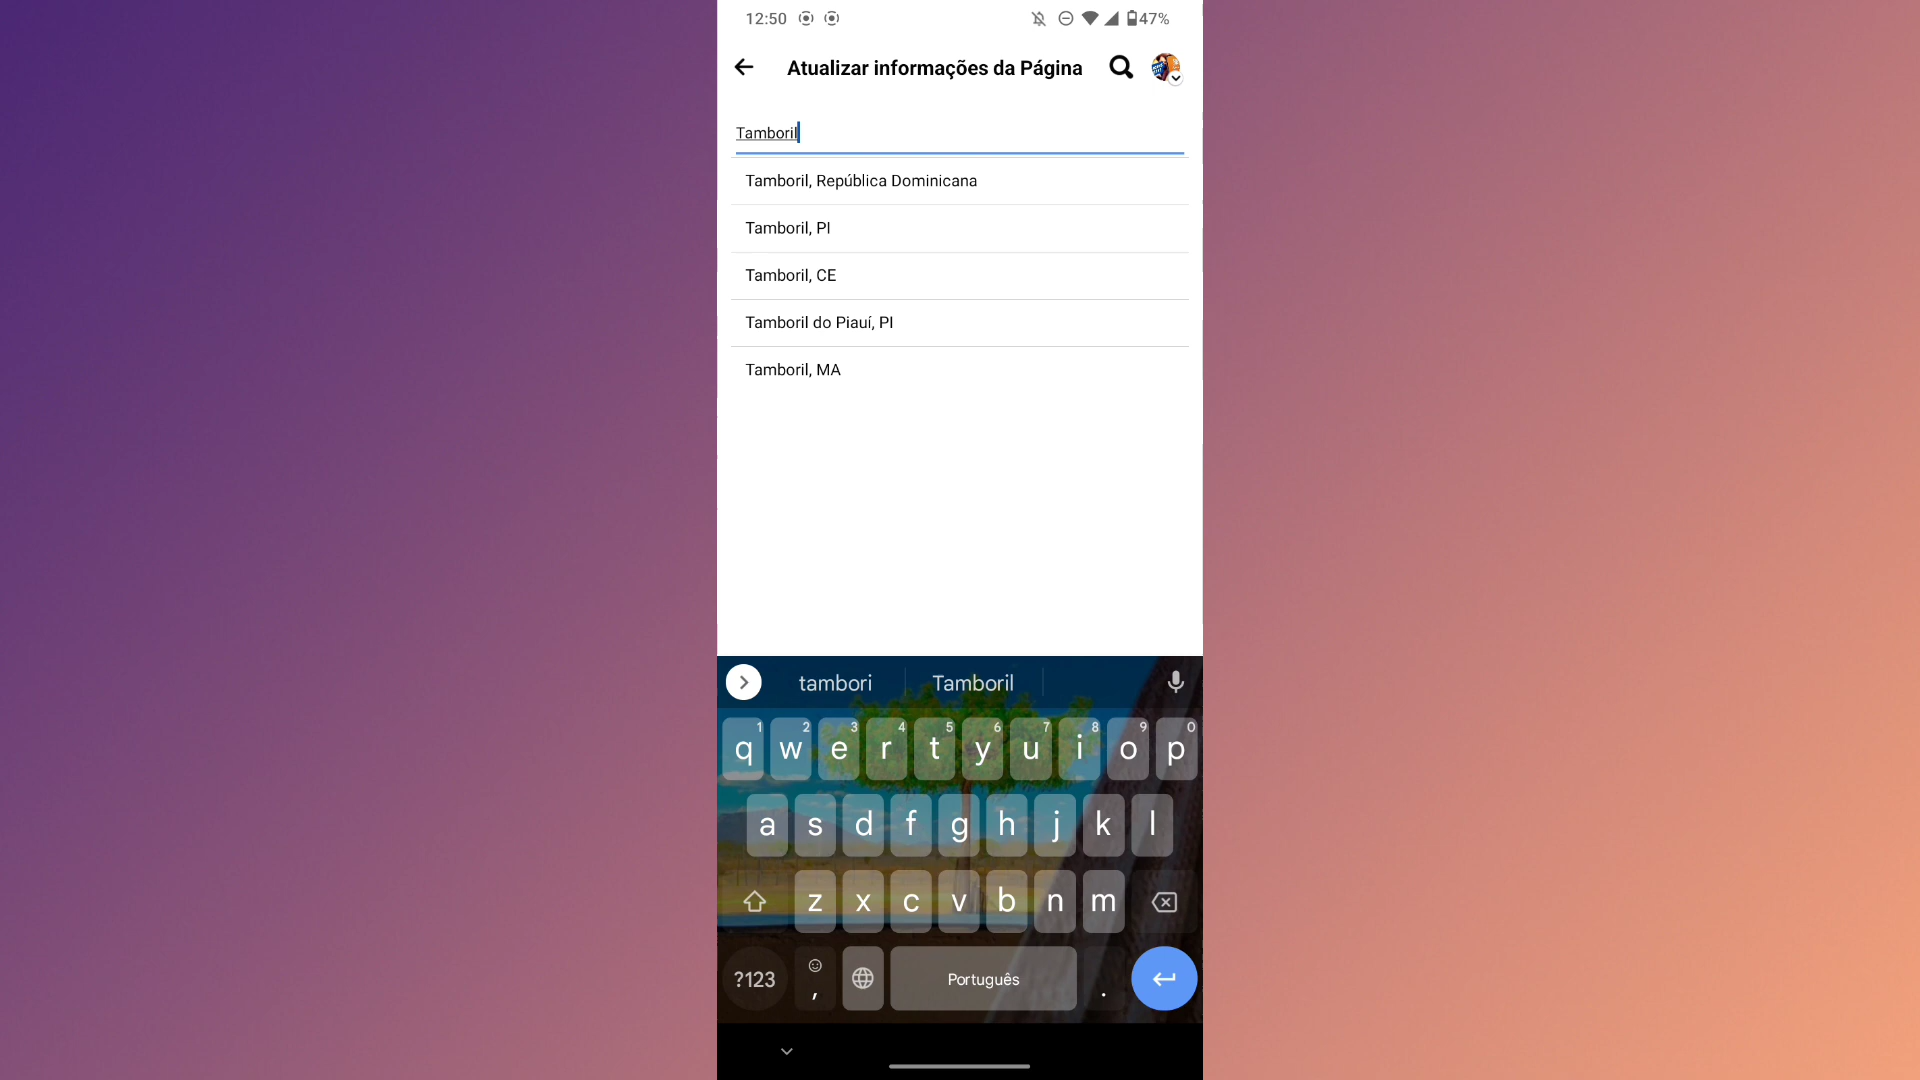 12:50 47%
Atualizar informações da Página
Tamboril
Tamboril, República Dominicana
Tamboril, PI
Tamboril, CE
Tamboril do Piauí, PI
Tamboril, MA
tambori Tamboril
1 2 3 4 5 6 7 8 9 0
q w e r t y u i o p
a s d f g h j k l
z x c v b n m
?123 , Português .